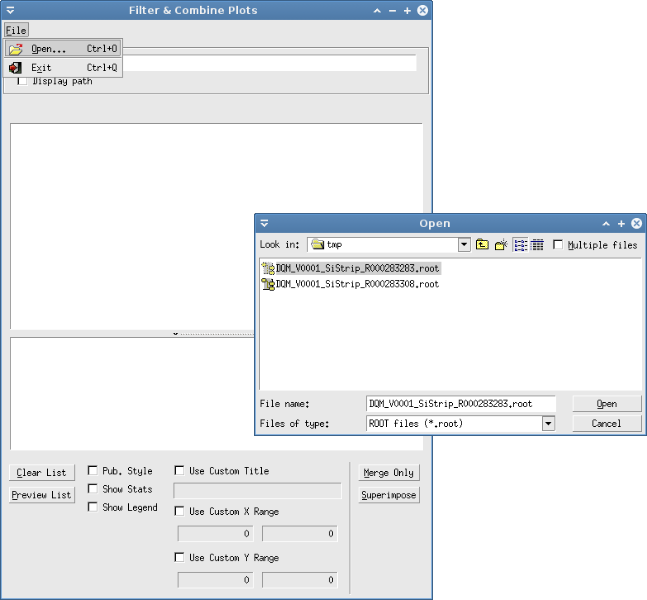 Filter & Combine Plots
File
Open... Ctrl+O
Exit Ctrl+Q
Display path
Open
Look in: tmp Multiple files
DQM_V0001_SiStrip_R000283283.root
DQM_V0001_SiStrip_R000283308.root
File name: DQM_V0001_SiStrip_R000283283.root Open
Files of type: ROOT files (*.root) Cancel
Clear List Pub. Style Use Custom Title Merge Only
Preview List Show Stats Superimpose
Show Legend Use Custom X Range
0 0
Use Custom Y Range
0 0